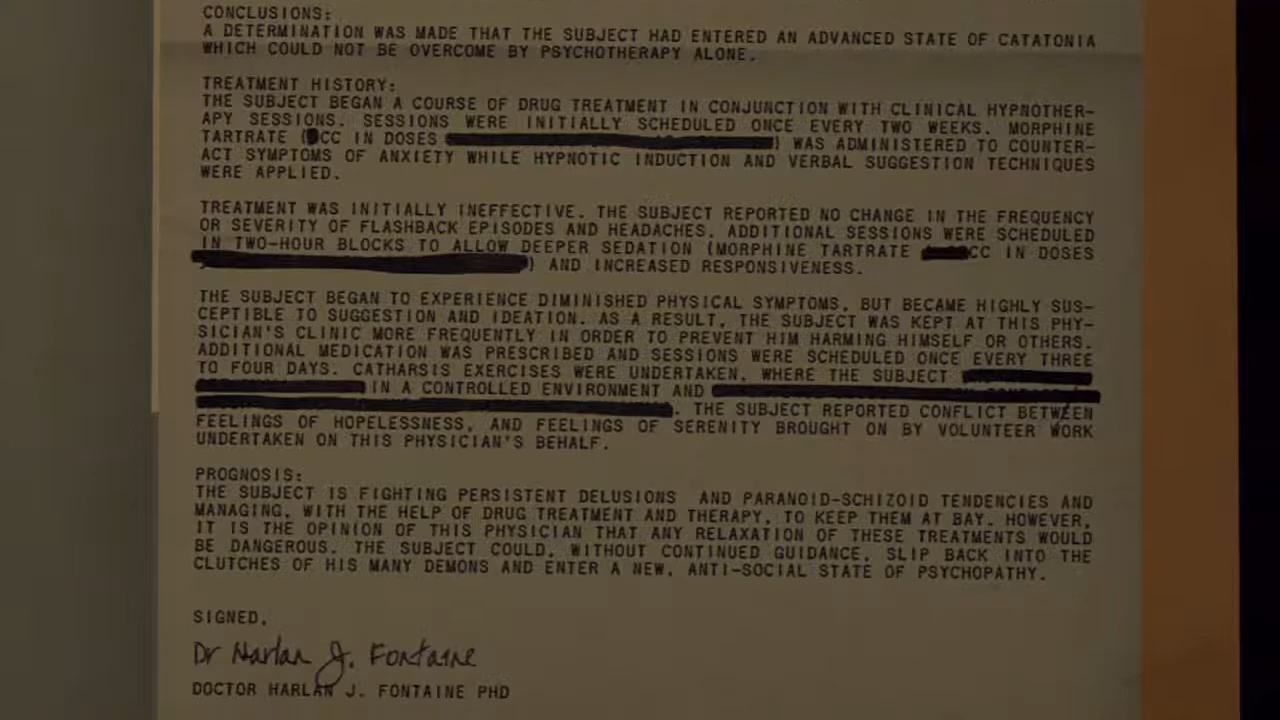 CONCLUSIONS:
A DETERMINATION WAS MADE THAT THE SUBJECT HAD ENTERED AN ADVANCED STATE OF CATATONIA
WHICH COULD NOT BE OVERCOME BY PSYCHOTHERAPY ALONE.
TREATMENT HISTORY:
THE SUBJECT BEGAN A COURSE OF DRUG TREATMENT IN CONJUNCTION WITH CLINICAL HYPNOTHER-
APY SESSIONS. SESSIONS WERE INITIALLY SCHEDULED ONCE EVERY TWO WEEKS. MORPHINE
TARTRATE ( CC IN DOSES ) WAS ADMINISTERED TO COUNTER-
ACT SYMPTOMS OF ANXIETY WHILE HYPNOTIC INDUCTION AND VERBAL SUGGESTION TECHNIQUES
WERE APPLIED.
TREATMENT WAS INITIALLY INEFFECTIVE. THE SUBJECT REPORTED NO CHANGE IN THE FREQUENCY
OR SEVERITY OF FLASHBACK EPISODES AND HEADACHES. ADDITIONAL SESSIONS WERE SCHEDULED
IN TWO-HOUR BLOCKS TO ALLOW DEEPER SEDATION (MORPHINE TARTRATE CC IN DOSES
) AND INCREASED RESPONSIVENESS.
THE SUBJECT BEGAN TO EXPERIENCE DIMINISHED PHYSICAL SYMPTOMS, BUT BECAME HIGHLY SUS-
CEPTIBLE TO SUGGESTION AND IDEATION. AS A RESULT, THE SUBJECT WAS KEPT AT THIS PHY-
SICIAN'S CLINIC MORE FREQUENTLY IN ORDER TO PREVENT HIM HARMING HIMSELF OR OTHERS.
ADDITIONAL MEDICATION WAS PRESCRIBED AND SESSIONS WERE SCHEDULED ONCE EVERY THREE
TO FOUR DAYS. CATHARSIS EXERCISES WERE UNDERTAKEN, WHERE THE SUBJECT
IN A CONTROLLED ENVIRONMENT AND
. THE SUBJECT REPORTED CONFLICT BETWEEN
FEELINGS OF HOPELESSNESS, AND FEELINGS OF SERENITY BROUGHT ON BY VOLUNTEER WORK
UNDERTAKEN ON THIS PHYSICIAN'S BEHALF.
PROGNOSIS:
THE SUBJECT IS FIGHTING PERSISTENT DELUSIONS AND PARANOID-SCHIZOID TENDENCIES AND
MANAGING, WITH THE HELP OF DRUG TREATMENT AND THERAPY, TO KEEP THEM AT BAY. HOWEVER,
IT IS THE OPINION OF THIS PHYSICIAN THAT ANY RELAXATION OF THESE TREATMENTS WOULD
BE DANGEROUS. THE SUBJECT COULD, WITHOUT CONTINUED GUIDANCE, SLIP BACK INTO THE
CLUTCHES OF HIS MANY DEMONS AND ENTER A NEW, ANTI-SOCIAL STATE OF PSYCHOPATHY.
SIGNED,
Dr Harlan J. Fontaine
DOCTOR HARLAN J. FONTAINE PHD